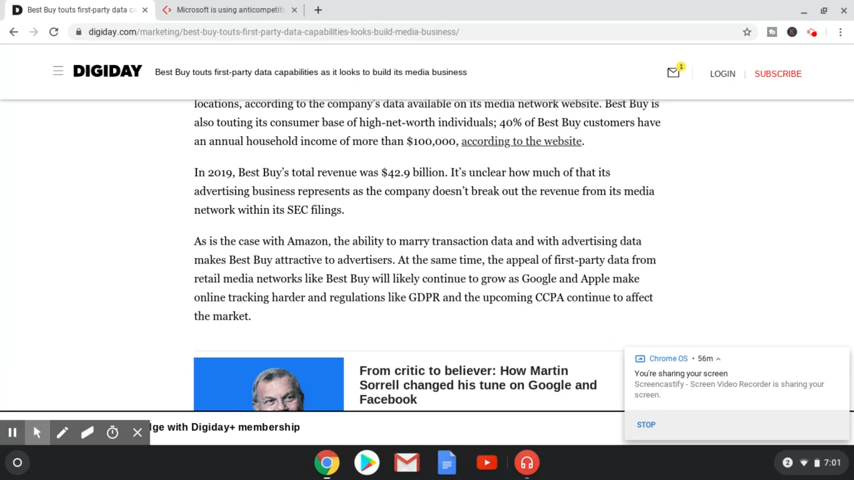 Best Buy touts first-party data ca
Microsoft is using anticompetiti
digiday.com/marketing/best-buy-touts-first-party-data-capabilities-looks-build-media-business/
DIGIDAY
Best Buy touts first-party data capabilities as it looks to build its media business
1
LOGIN
SUBSCRIBE
locations, according to the company's data available on its media network website. Best Buy is
also touting its consumer base of high-net-worth individuals; 40% of Best Buy customers have
an annual household income of more than $100,000, according to the website.
In 2019, Best Buy's total revenue was $42.9 billion. It's unclear how much of that its
advertising business represents as the company doesn't break out the revenue from its media
network within its SEC filings.
As is the case with Amazon, the ability to marry transaction data and with advertising data
makes Best Buy attractive to advertisers. At the same time, the appeal of first-party data from
retail media networks like Best Buy will likely continue to grow as Google and Apple make
online tracking harder and regulations like GDPR and the upcoming CCPA continue to affect
the market.
From critic to believer: How Martin
Sorrell changed his tune on Google and
Facebook
Chrome OS • 56m
You're sharing your screen
Screencastify - Screen Video Recorder is sharing your
screen.
STOP
ge with Digiday+ membership
2
7:01